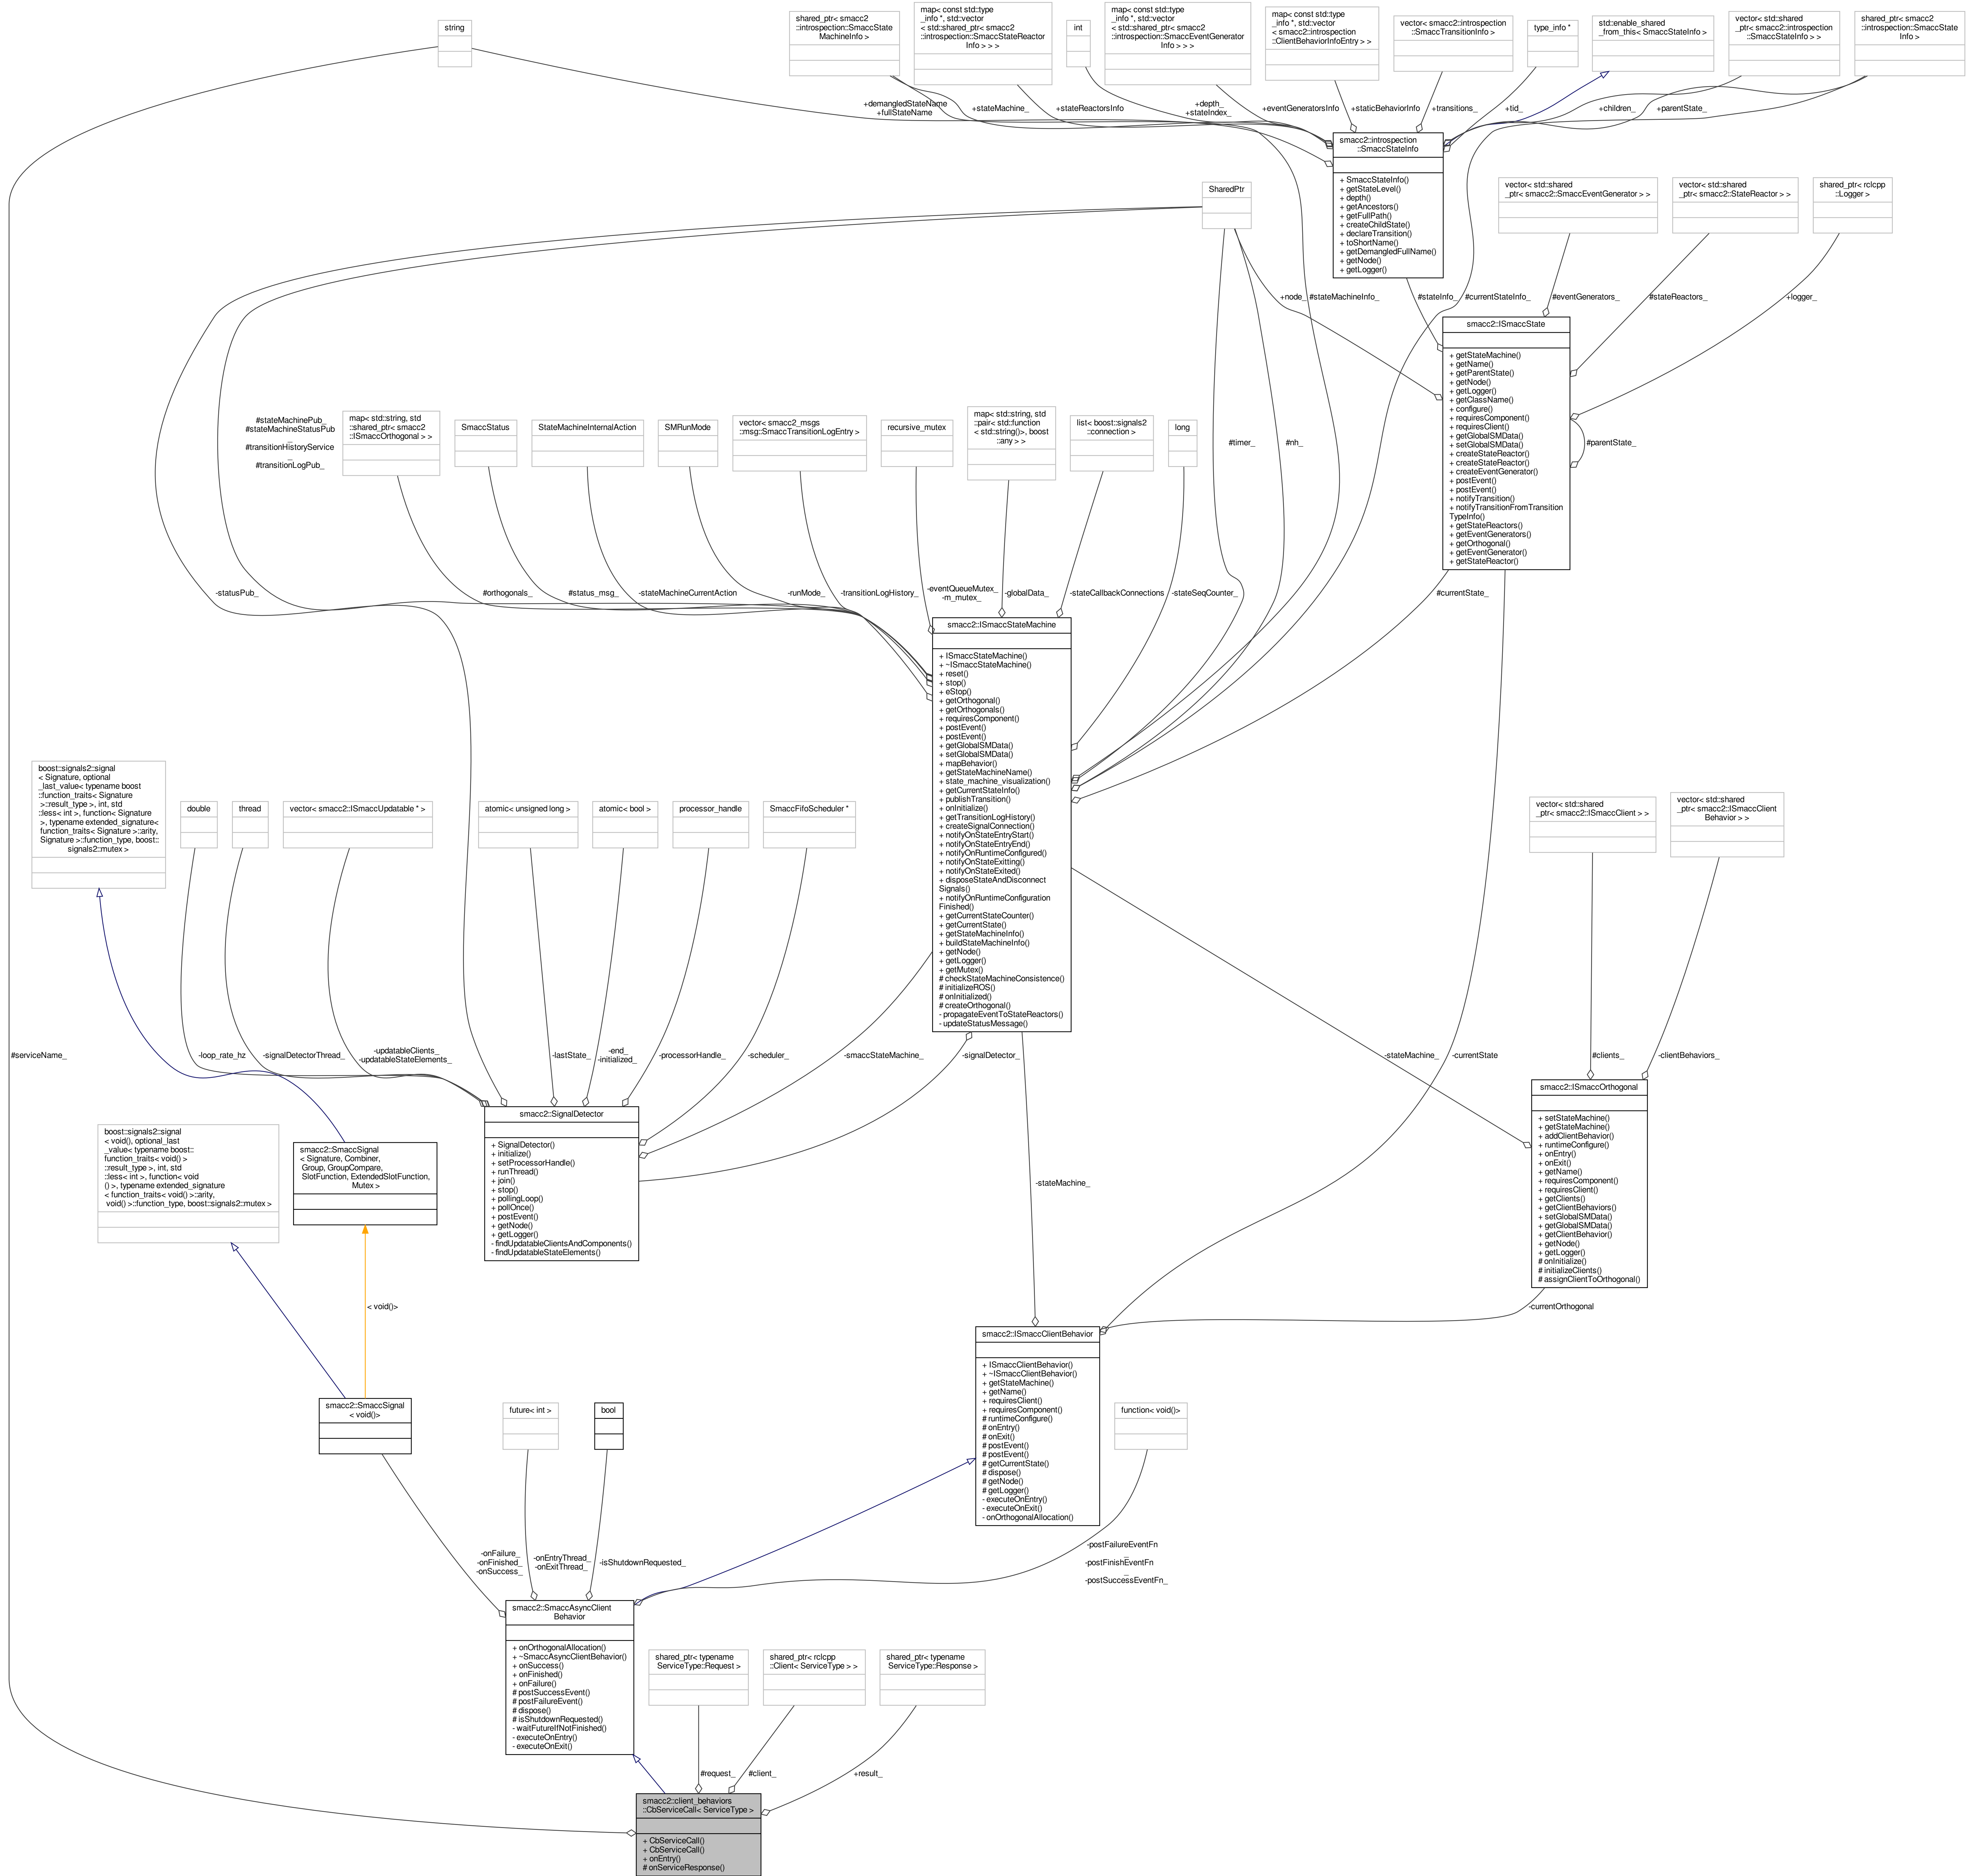 string
shared_ptr< smacc2
::introspection::SmaccState
MachineInfo >
map< const std::type
_info *, std::vector
< std::shared_ptr< smacc2
::introspection::SmaccStateReactor
Info > > >
int
map< const std::type
_info *, std::vector
< std::shared_ptr< smacc2
::introspection::SmaccEventGenerator
Info > > >
map< const std::type
_info *, std::vector
< smacc2::introspection
::ClientBehaviorInfoEntry > >
vector< smacc2::introspection
::SmaccTransitionInfo >
type_info *
std::enable_shared
_from_this< SmaccStateInfo >
vector< std::shared
_ptr< smacc2::introspection
::SmaccStateInfo > >
shared_ptr< smacc2
::introspection::SmaccState
Info >
+demangledStateName
+fullStateName
+stateMachine_
+stateReactorsInfo
+depth_
+stateIndex_
+eventGeneratorsInfo
+staticBehaviorInfo
+transitions_
+tid_
+children_
+parentState_
smacc2::introspection
::SmaccStateInfo
+ SmaccStateInfo()
+ getStateLevel()
+ depth()
+ getAncestors()
+ getFullPath()
+ createChildState()
+ declareTransition()
+ toShortName()
+ getDemangledFullName()
+ getNode()
+ getLogger()
SharedPtr
vector< std::shared
_ptr< smacc2::SmaccEventGenerator > >
vector< std::shared
_ptr< smacc2::StateReactor > >
shared_ptr< rclcpp
::Logger >
+node_
#stateMachineInfo_
#stateInfo_
#currentStateInfo_
#eventGenerators_
#stateReactors_
+logger_
smacc2::ISmaccState
+ getStateMachine()
+ getName()
+ getParentState()
+ getNode()
+ getLogger()
+ getClassName()
+ configure()
+ requiresComponent()
+ requiresClient()
+ getGlobalSMData()
+ setGlobalSMData()
+ createStateReactor()
+ createStateReactor()
+ createEventGenerator()
+ postEvent()
+ postEvent()
+ notifyTransition()
+ notifyTransitionFromTransition
TypeInfo()
+ getStateReactors()
+ getEventGenerators()
+ getOrthogonal()
+ getEventGenerator()
+ getStateReactor()
#parentState_
#stateMachinePub_
#stateMachineStatusPub
_
#transitionHistoryService
_
#transitionLogPub_
map< std::string, std
::shared_ptr< smacc2
::ISmaccOrthogonal > >
SmaccStatus
StateMachineInternalAction
SMRunMode
vector< smacc2_msgs
::msg::SmaccTransitionLogEntry >
recursive_mutex
map< std::string, std
::pair< std::function
< std::string()>, boost
::any > >
list< boost::signals2
::connection >
long
#timer_
#nh_
-statusPub_
#orthogonals_
#status_msg_
-stateMachineCurrentAction
-runMode_
-transitionLogHistory_
-eventQueueMutex_
-m_mutex_
-globalData_
-stateCallbackConnections
-stateSeqCounter_
#currentState_
smacc2::ISmaccStateMachine
+ ISmaccStateMachine()
+ ~ISmaccStateMachine()
+ reset()
+ stop()
+ eStop()
+ getOrthogonal()
+ getOrthogonals()
+ requiresComponent()
+ postEvent()
+ postEvent()
+ getGlobalSMData()
+ setGlobalSMData()
+ mapBehavior()
+ getStateMachineName()
+ state_machine_visualization()
+ getCurrentStateInfo()
+ publishTransition()
+ onInitialize()
+ getTransitionLogHistory()
+ createSignalConnection()
+ notifyOnStateEntryStart()
+ notifyOnStateEntryEnd()
+ notifyOnRuntimeConfigured()
+ notifyOnStateExitting()
+ notifyOnStateExited()
+ disposeStateAndDisconnect
Signals()
+ notifyOnRuntimeConfiguration
Finished()
+ getCurrentStateCounter()
+ getCurrentState()
+ getStateMachineInfo()
+ buildStateMachineInfo()
+ getNode()
+ getLogger()
+ getMutex()
# checkStateMachineConsistence()
# initializeROS()
# onInitialized()
# createOrthogonal()
- propagateEventToStateReactors()
- updateStatusMessage()
boost::signals2::signal
< Signature, optional
_last_value< typename boost
::function_traits< Signature
>::result_type >, int, std
::less< int >, function< Signature
>, typename extended_signature<
function_traits< Signature >::arity,
Signature >::function_type, boost::
signals2::mutex >
double
thread
vector< smacc2::ISmaccUpdatable * >
atomic< unsigned long >
atomic< bool >
processor_handle
SmaccFifoScheduler *
vector< std::shared
_ptr< smacc2::ISmaccClient > >
vector< std::shared
_ptr< smacc2::ISmaccClient
Behavior > >
#serviceName_
-loop_rate_hz
-signalDetectorThread_
-updatableClients_
-updatableStateElements_
-lastState_
-end_
-initialized_
-processorHandle_
-scheduler_
-smaccStateMachine_
-signalDetector_
-stateMachine_
-currentState
#clients_
-clientBehaviors_
smacc2::SignalDetector
+ SignalDetector()
+ initialize()
+ setProcessorHandle()
+ runThread()
+ join()
+ stop()
+ pollingLoop()
+ pollOnce()
+ postEvent()
+ getNode()
+ getLogger()
- findUpdatableClientsAndComponents()
- findUpdatableStateElements()
smacc2::ISmaccOrthogonal
+ setStateMachine()
+ getStateMachine()
+ addClientBehavior()
+ runtimeConfigure()
+ onEntry()
+ onExit()
+ getName()
+ requiresComponent()
+ requiresClient()
+ getClients()
+ getClientBehaviors()
+ setGlobalSMData()
+ getGlobalSMData()
+ getClientBehavior()
+ getNode()
+ getLogger()
# onInitialize()
# initializeClients()
# assignClientToOrthogonal()
boost::signals2::signal
< void(), optional_last
_value< typename boost::
function_traits< void() >
::result_type >, int, std
::less< int >, function< void
() >, typename extended_signature
< function_traits< void() >::arity,
void() >::function_type, boost::signals2::mutex >
smacc2::SmaccSignal
< Signature, Combiner,
Group, GroupCompare,
SlotFunction, ExtendedSlotFunction,
Mutex >
-stateMachine_
< void()>
-currentOrthogonal
smacc2::ISmaccClientBehavior
+ ISmaccClientBehavior()
+ ~ISmaccClientBehavior()
+ getStateMachine()
+ getName()
+ requiresClient()
+ requiresComponent()
# runtimeConfigure()
# onEntry()
# onExit()
# postEvent()
# postEvent()
# getCurrentState()
# dispose()
# getNode()
# getLogger()
- executeOnEntry()
- executeOnExit()
- onOrthogonalAllocation()
smacc2::SmaccSignal
< void()>
future< int >
bool
function< void()>
-onFailure_
-onFinished_
-onSuccess_
-onEntryThread_
-onExitThread_
-isShutdownRequested_
-postFailureEventFn
_
-postFinishEventFn
_
-postSuccessEventFn_
smacc2::SmaccAsyncClient
Behavior
+ onOrthogonalAllocation()
+ ~SmaccAsyncClientBehavior()
+ onSuccess()
+ onFinished()
+ onFailure()
# postSuccessEvent()
# postFailureEvent()
# dispose()
# isShutdownRequested()
- waitFutureIfNotFinished()
- executeOnEntry()
- executeOnExit()
shared_ptr< typename
ServiceType::Request >
shared_ptr< rclcpp
::Client< ServiceType > >
shared_ptr< typename
ServiceType::Response >
#request_
#client_
+result_
smacc2::client_behaviors
::CbServiceCall< ServiceType >
+ CbServiceCall()
+ CbServiceCall()
+ onEntry()
# onServiceResponse()